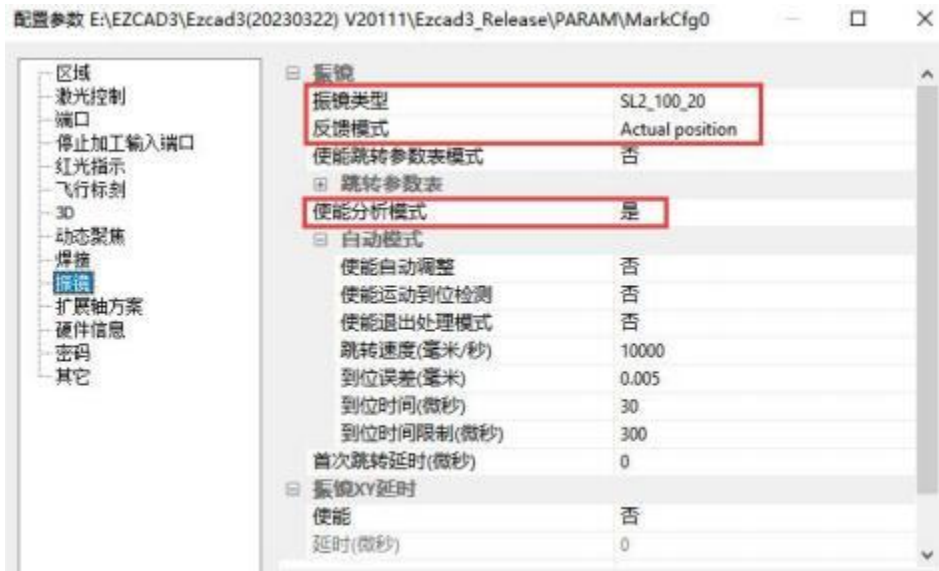 配置参数 E:\EZCAD3\Ezcad3(20230322) V20111\Ezcad3_Release\PARAM\MarkCfg0
区域
激光控制
端口
停止加工输入端口
红光指示
飞行标刻
3D
动态聚焦
焊接
振镜
扩展轴方案
硬件信息
密码
其它
振镜
振镜类型 SL2_100_20
反馈模式 Actual position
使能跳转参数表模式 否
跳转参数表
使能分析模式 是
自动模式
使能自动调整 否
使能运动到位检测 否
使能退出处理模式 否
跳转速度(毫米/秒) 10000
到位误差(毫米) 0.005
到位时间(微秒) 30
到位时间限制(微秒) 300
首次跳转延时(微秒) 0
振镜XY延时
使能 否
延时(微秒) 0